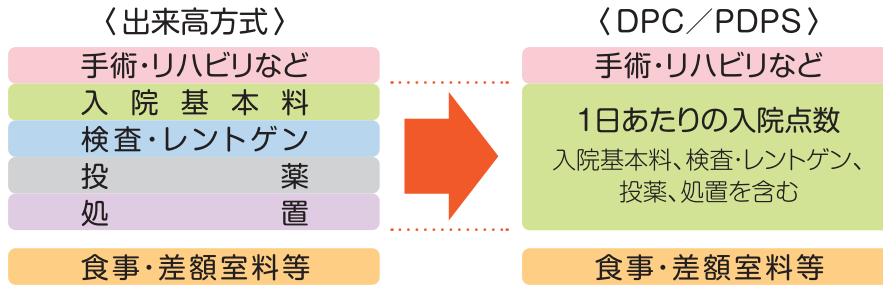 〈出来高方式〉
手術・リハビリなど
入院基本料
検査・レントゲン
投薬
処置
食事・差額室料等
〈DPC／PDPS〉
手術・リハビリなど
1日あたりの入院点数
入院基本料、検査・レントゲン、
投薬、処置を含む
食事・差額室料等